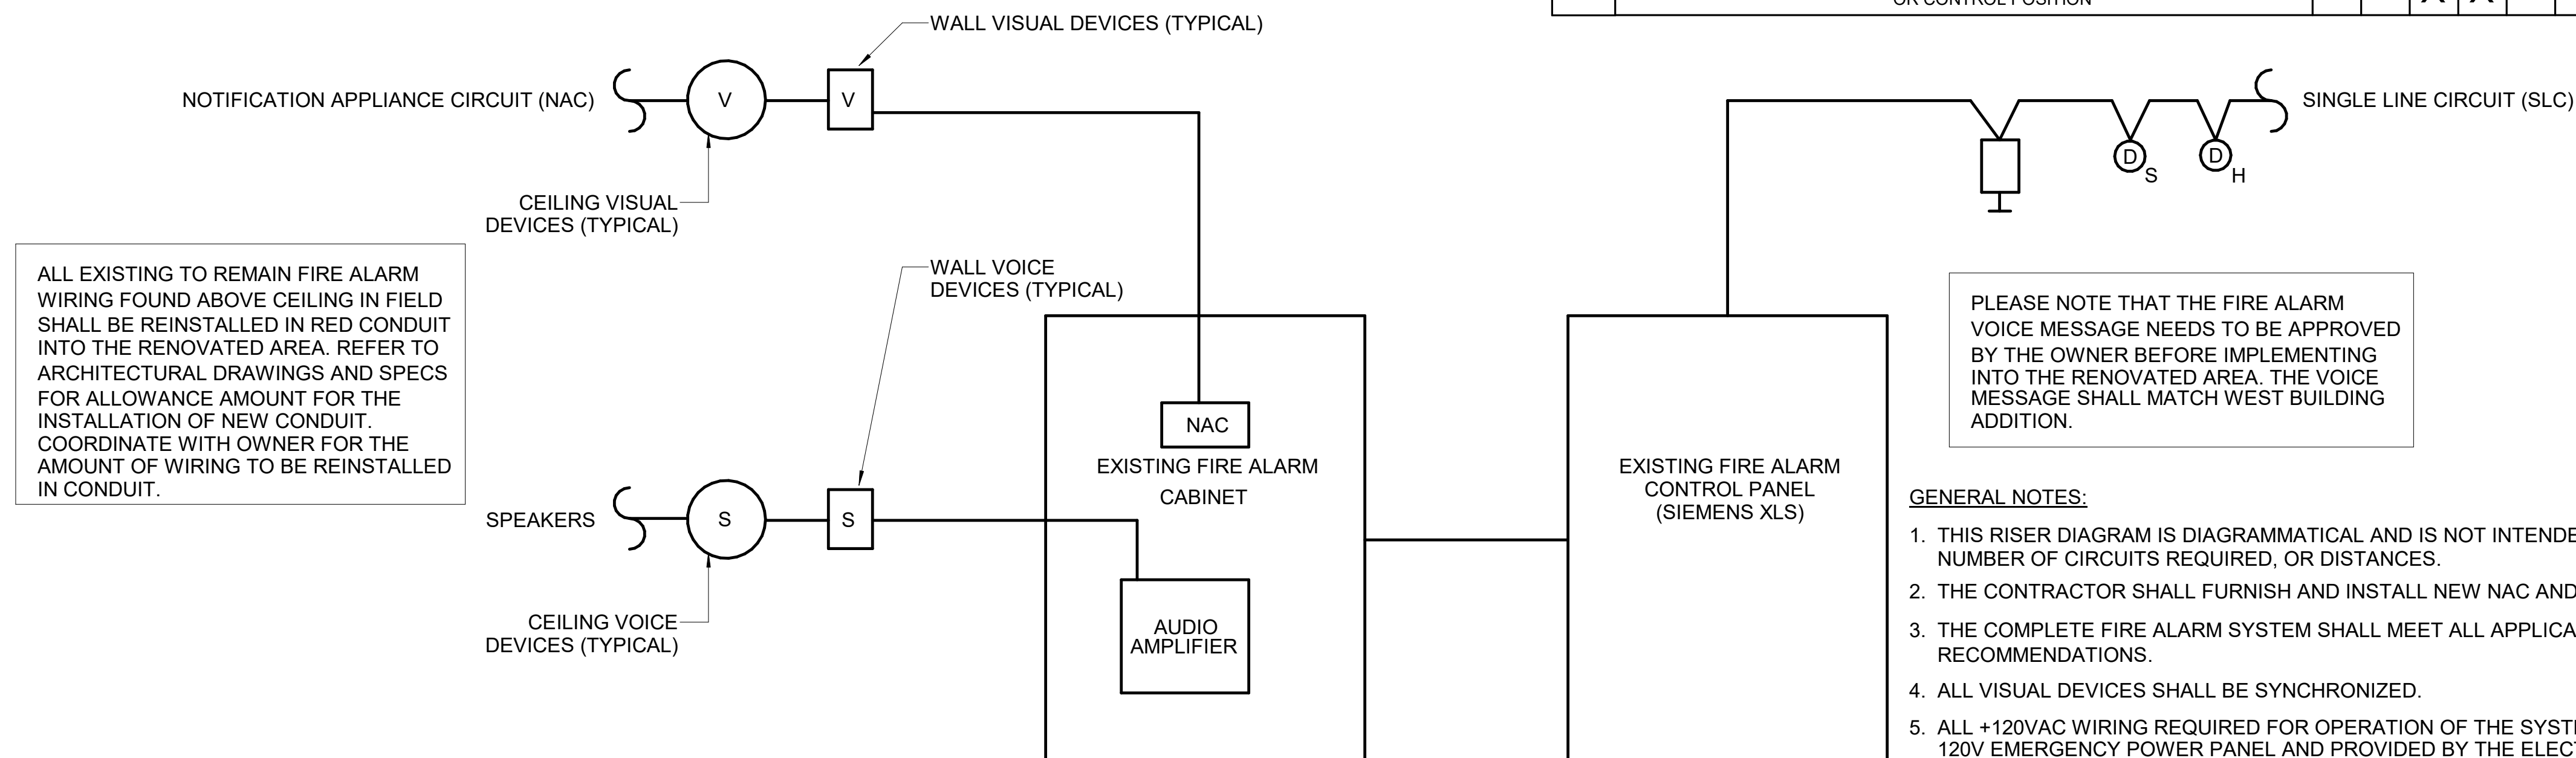 OR CONTROL POSITION
X X
WALL VISUAL DEVICES (TYPICAL)
NOTIFICATION APPLIANCE CIRCUIT (NAC)
V
V
CEILING VISUAL
DEVICES (TYPICAL)
SINGLE LINE CIRCUIT (SLC)
D
S
D
H
ALL EXISTING TO REMAIN FIRE ALARM
WIRING FOUND ABOVE CEILING IN FIELD
SHALL BE REINSTALLED IN RED CONDUIT
INTO THE RENOVATED AREA. REFER TO
ARCHITECTURAL DRAWINGS AND SPECS
FOR ALLOWANCE AMOUNT FOR THE
INSTALLATION OF NEW CONDUIT.
COORDINATE WITH OWNER FOR THE
AMOUNT OF WIRING TO BE REINSTALLED
IN CONDUIT.
WALL VOICE
DEVICES (TYPICAL)
SPEAKERS
S
S
CEILING VOICE
DEVICES (TYPICAL)
NAC
EXISTING FIRE ALARM
CABINET
AUDIO
AMPLIFIER
EXISTING FIRE ALARM
CONTROL PANEL
(SIEMENS XLS)
PLEASE NOTE THAT THE FIRE ALARM
VOICE MESSAGE NEEDS TO BE APPROVED
BY THE OWNER BEFORE IMPLEMENTING
INTO THE RENOVATED AREA. THE VOICE
MESSAGE SHALL MATCH WEST BUILDING
ADDITION.
GENERAL NOTES:
1. THIS RISER DIAGRAM IS DIAGRAMMATICAL AND IS NOT INTENDE
NUMBER OF CIRCUITS REQUIRED, OR DISTANCES.
2. THE CONTRACTOR SHALL FURNISH AND INSTALL NEW NAC AND
3. THE COMPLETE FIRE ALARM SYSTEM SHALL MEET ALL APPLICA
RECOMMENDATIONS.
4. ALL VISUAL DEVICES SHALL BE SYNCHRONIZED.
5. ALL +120VAC WIRING REQUIRED FOR OPERATION OF THE SYSTE
120V EMERGENCY POWER PANEL AND PROVIDED BY THE ELECT